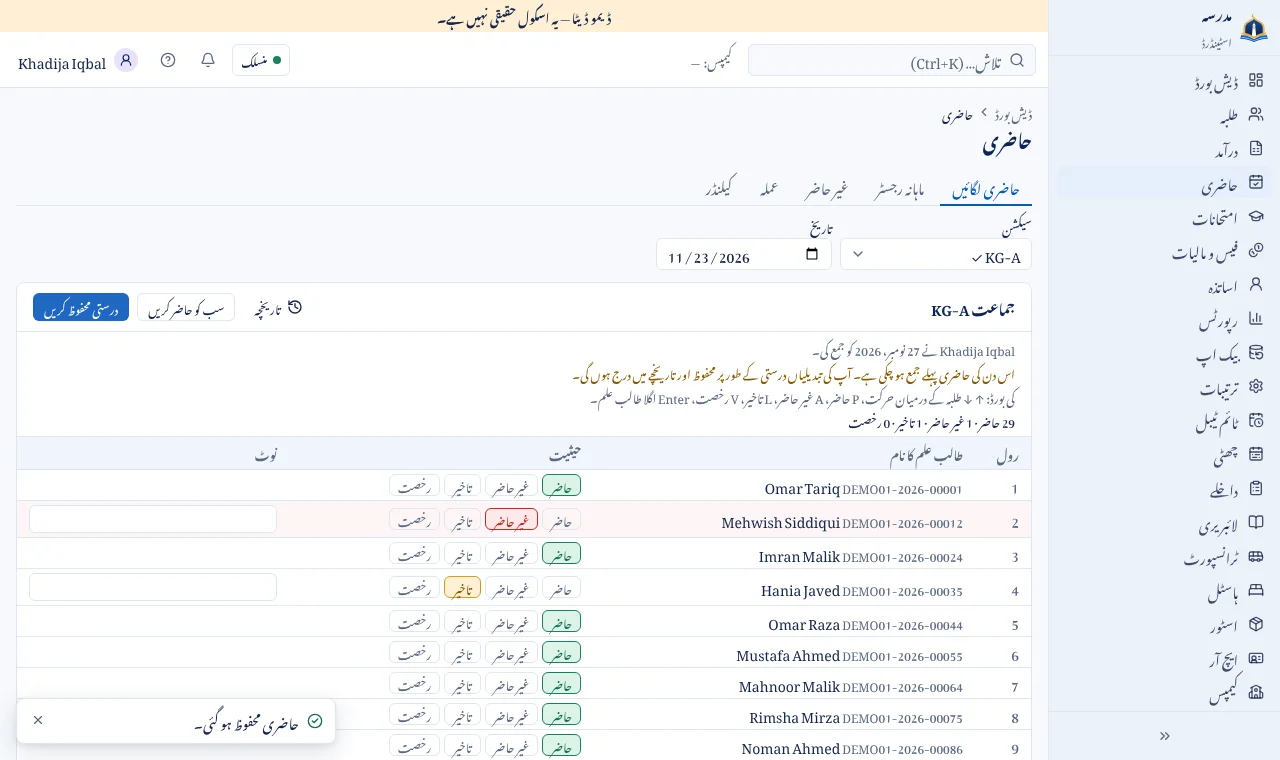 ڈیمو ڈیٹا — یہ اسکول حقیقی نہیں ہے۔
مدرسہ
اسٹینڈرڈ
ڈیش بورڈ
طلبہ
درآمد
حاضری
امتحانات
فیس و مالیات
اساتذہ
رپورٹس
بیک اپ
ترتیبات
ٹائم ٹیبل
چھٹی
داخلے
لائبریری
ٹرانسپورٹ
ہاسٹل
اسٹور
ایچ آر
کیمپس
تلاش... (Ctrl+K)
کیمپس: —
منسلک
Khadija Iqbal
ڈیش بورڈ › حاضری
حاضری
حاضری لگائیں ماہانہ رجسٹر غیر حاضر عملہ کیلنڈر
سیکشن تاریخ
KG-A ✓ 11/23/2026
جماعت KG-A تاریخچہ سب کو حاضر کریں درستی محفوظ کریں
Khadija Iqbal نے 27 نومبر، 2026 کو جمع کی۔
اس دن کی حاضری پہلے جمع ہو چکی ہے۔ آپ کی تبدیلیاں درستی کے طور پر محفوظ اور تاریخچے میں درج ہوں گی۔
کی بورڈ: ↑ ↓ طلبہ کے درمیان حرکت، P حاضر، A غیر حاضر، L تاخیر، V رخصت، Enter اگلا طالب علم۔
29 حاضر · 1 غیر حاضر · 1 تاخیر · 0 رخصت
رول طالب علم کا نام حیثیت نوٹ
1 Omar Tariq DEMO01-2026-00001 حاضر غیر حاضر تاخیر رخصت
2 Mehwish Siddiqui DEMO01-2026-00012 حاضر غیر حاضر تاخیر رخصت
3 Imran Malik DEMO01-2026-00024 حاضر غیر حاضر تاخیر رخصت
4 Hania Javed DEMO01-2026-00035 حاضر غیر حاضر تاخیر رخصت
5 Omar Raza DEMO01-2026-00044 حاضر غیر حاضر تاخیر رخصت
6 Mustafa Ahmed DEMO01-2026-00055 حاضر غیر حاضر تاخیر رخصت
7 Mahnoor Malik DEMO01-2026-00064 حاضر غیر حاضر تاخیر رخصت
8 Rimsha Mirza DEMO01-2026-00075 حاضر غیر حاضر تاخیر رخصت
9 Noman Ahmed DEMO01-2026-00086 حاضر غیر حاضر تاخیر رخصت
حاضری محفوظ ہو گئی۔